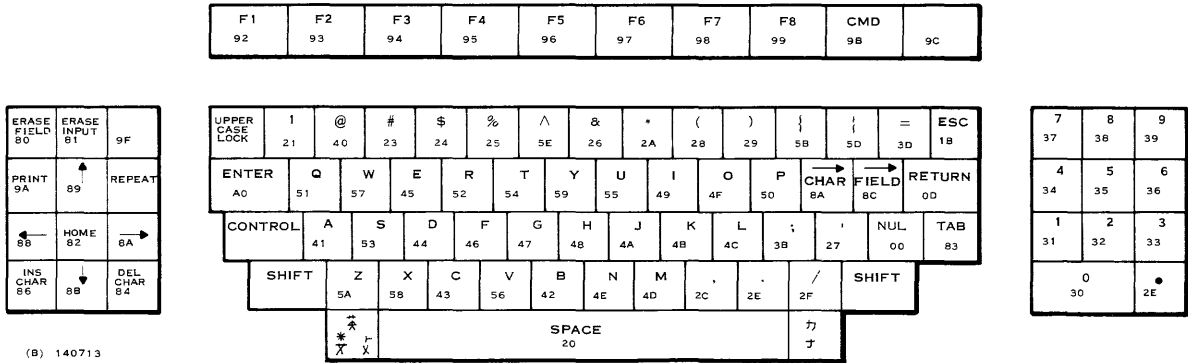 F1 F2 F3 F4 F5 F6 F7 F8 CMD
92 93 94 95 96 97 98 99 9B 9C
ERASE FIELD 80
ERASE INPUT 81
9F
PRINT 9A
89
REPEAT
88
HOME 82
8A
INS CHAR 86
8B
DEL CHAR 84
UPPER CASE LOCK
! @ # $ % ^ & * ( ) { } = ESC
21 40 23 24 25 5E 26 2A 28 29 5B 5D 3D 1B
ENTER Q W E R T Y U I O P CHAR FIELD RETURN
A0 51 57 45 52 54 59 55 49 4F 50 8A 8C 0D
CONTROL A S D F G H J K L ; ' NUL TAB
41 53 44 46 47 48 4A 4B 4C 3B 27 00 83
SHIFT Z X C V B N M , . / SHIFT
5A 58 43 56 42 4E 4D 2C 2E 2F
SPACE
20
カ
ナ
7 8 9
37 38 39
4 5 6
34 35 36
1 2 3
31 32 33
0 ●
30 2E
(B) 140713